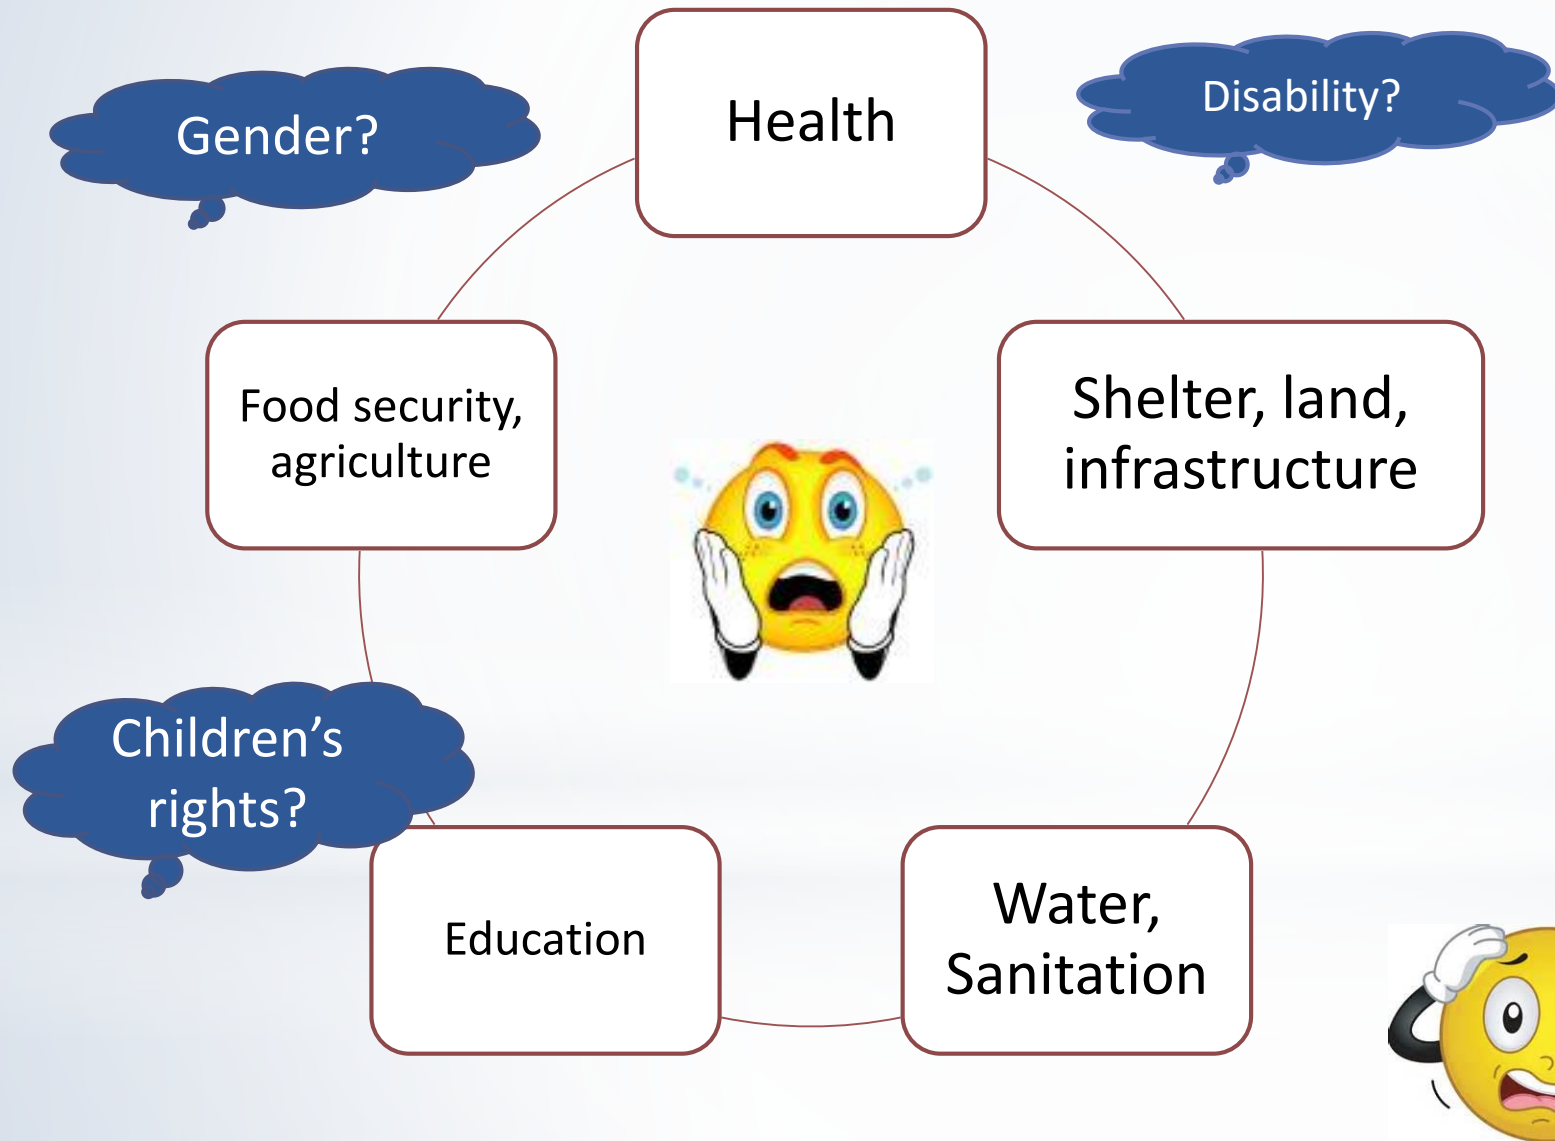 Health
Disability?
Gender?
Food security,
agriculture
Shelter, land,
infrastructure
Children’s
rights?
Education
Water,
Sanitation